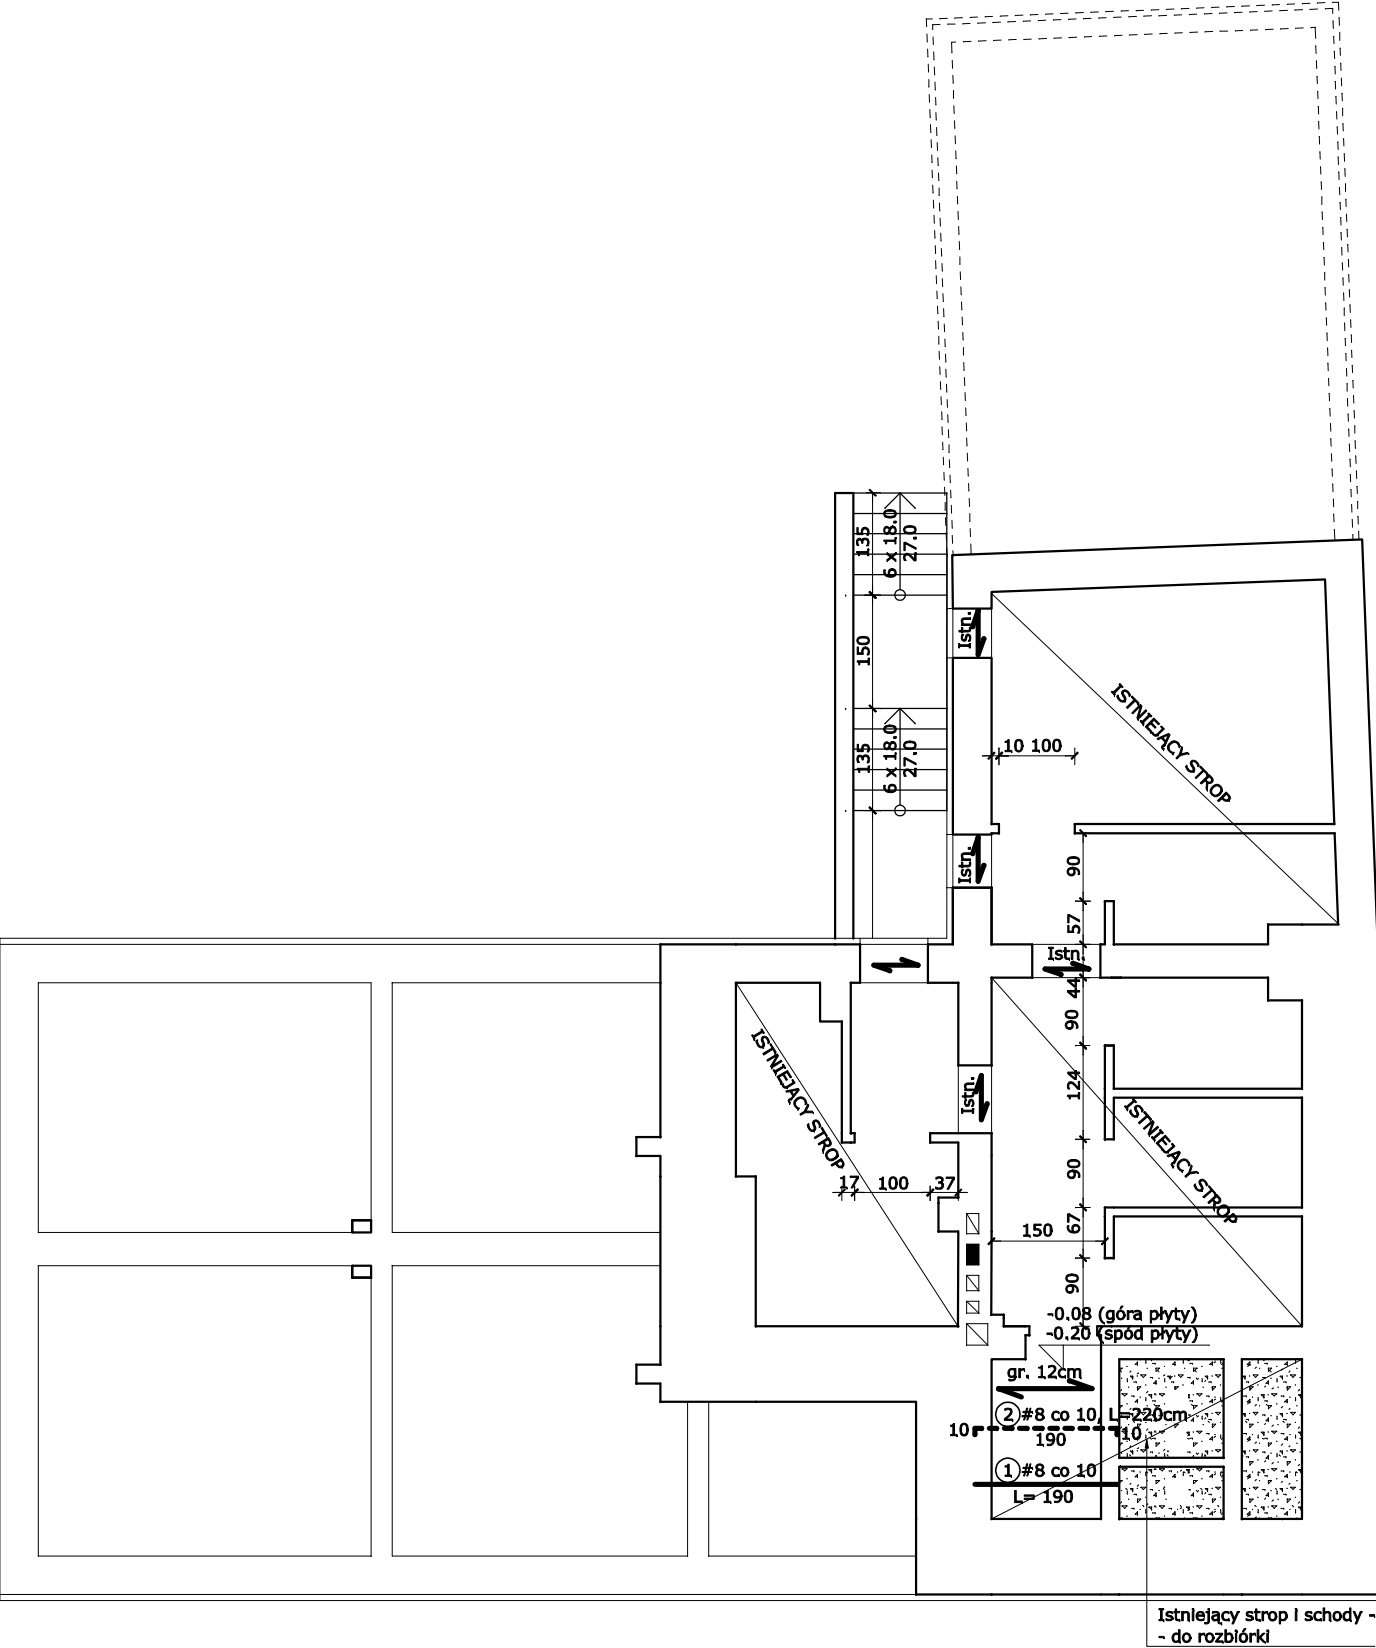 135
6 x 18.0
27.0
150
135
6 x 18.0
27.0
Istn.
ISTNIEJĄCY STROP
10 100
Istn.
90
57
Istn.
44
90
124
90
67
90
ISTNIEJĄCY STROP
Istn.
ISTNIEJĄCY STROP
17 100 37
150
-0.08 (góra płyty)
-0.20 (spód płyty)
gr. 12cm
2 #8 co 10, L=220cm
10 190 10
1 #8 co 10
L= 190
Istniejący strop i schody -
- do rozbiórki